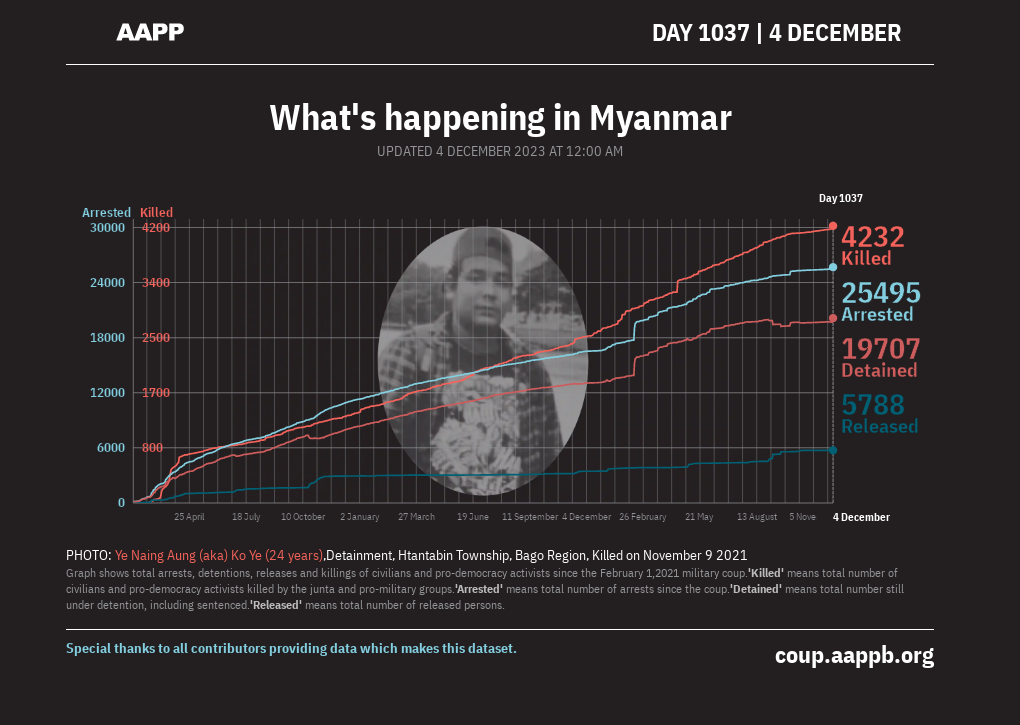 AAPP
DAY 1037 | 4 DECEMBER
What's happening in Myanmar
UPDATED 4 DECEMBER 2023 AT 12:00 AM
Day 1037
Arrested Killed
30000 4200
24000 3400
18000 2500
12000 1700
6000 800
0
4232
Killed
25495
Arrested
19707
Detained
5788
Released
25 April 18 July 10 October 2 January 27 March 19 June 11 September 4 December 26 February 21 May 13 August 5 Nove 4 December
PHOTO: Ye Naing Aung (aka) Ko Ye (24 years),Detainment, Htantabin Township, Bago Region, Killed on November 9 2021
Graph shows total arrests, detentions, releases and killings of civilians and pro-democracy activists since the February 1,2021 military coup.'Killed' means total number of
civilians and pro-democracy activists killed by the junta and pro-military groups.'Arrested' means total number of arrests since the coup.'Detained' means total number still
under detention, including sentenced.'Released' means total number of released persons.
Special thanks to all contributors providing data which makes this dataset.
coup.aappb.org